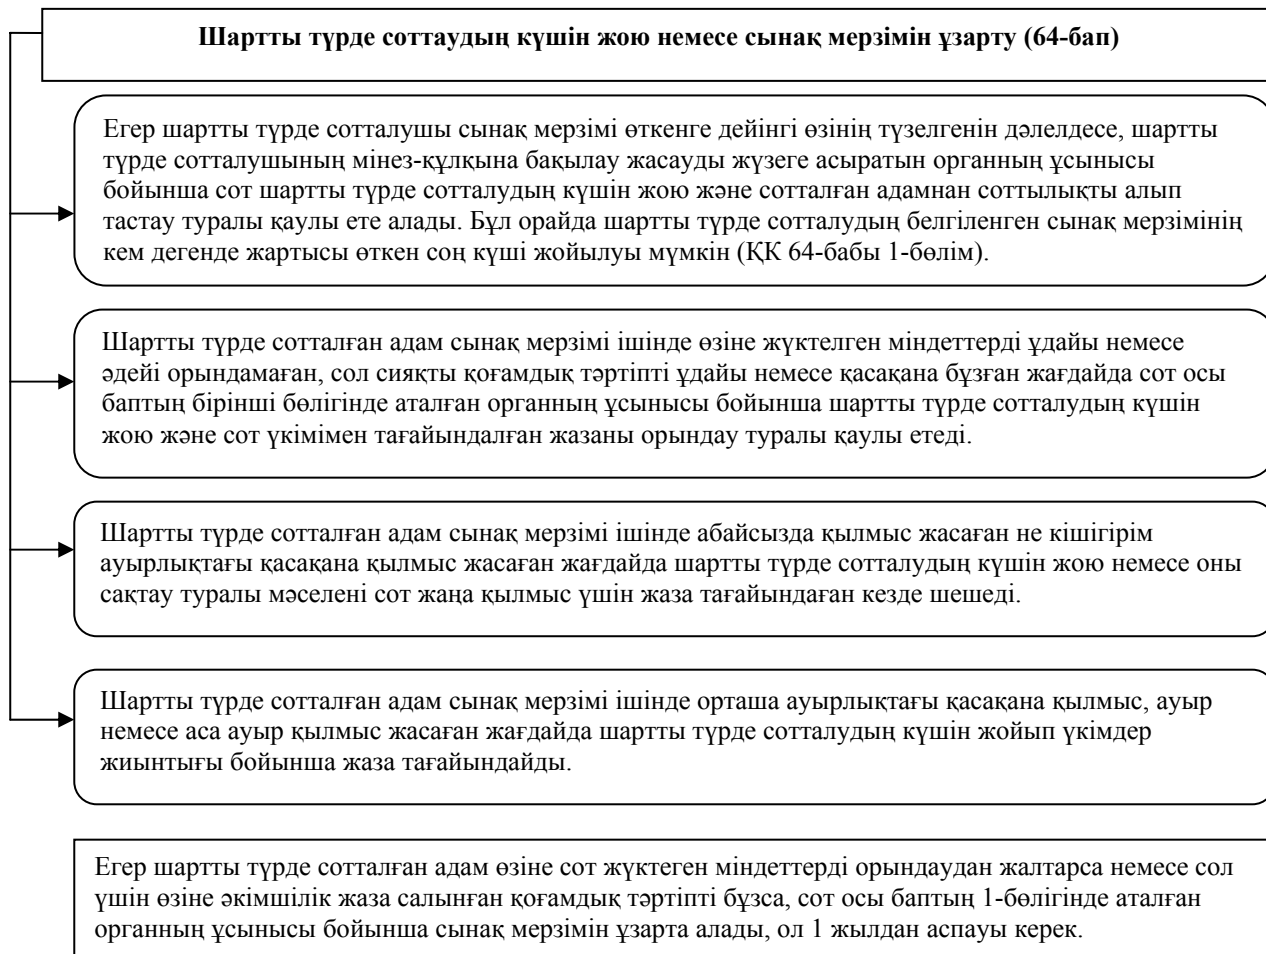 Шартты түрде соттаудың күшін жою немесе сынақ мерзімін ұзарту (64-бап)
Егер шартты түрде сотталушы сынақ мерзімі өткенге дейінгі өзінің түзелгенін дәлелдесе, шартты
түрде сотталушының мінез-құлқына бақылау жасауды жүзеге асыратын органның ұсынысы
бойынша сот шартты түрде сотталудың күшін жою және сотталған адамнан соттылықты алып
тастау туралы қаулы ете алады. Бұл орайда шартты түрде сотталудың белгіленген сынақ мерзімінің
кем дегенде жартысы өткен соң күші жойылуы мүмкін (ҚК 64-бабы 1-бөлім).
Шартты түрде сотталған адам сынақ мерзімі ішінде өзіне жүктелген міндеттерді ұдайы немесе
әдейі орындамаған, сол сияқты қоғамдық тәртіпті ұдайы немесе қасақана бұзған жағдайда сот осы
баптың бірінші бөлігінде аталған органның ұсынысы бойынша шартты түрде сотталудың күшін
жою және сот үкімімен тағайындалған жазаны орындау туралы қаулы етеді.
Шартты түрде сотталған адам сынақ мерзімі ішінде абайсызда қылмыс жасаған не кішігірім
ауырлықтағы қасақана қылмыс жасаған жағдайда шартты түрде сотталудың күшін жою немесе оны
сақтау туралы мәселені сот жаңа қылмыс үшін жаза тағайындаған кезде шешеді.
Шартты түрде сотталған адам сынақ мерзімі ішінде орташа ауырлықтағы қасақана қылмыс, ауыр
немесе аса ауыр қылмыс жасаған жағдайда шартты түрде сотталудың күшін жойып үкімдер
жиынтығы бойынша жаза тағайындайды.
Егер шартты түрде сотталған адам өзіне сот жүктеген міндеттерді орындаудан жалтарса немесе сол
үшін өзіне әкімшілік жаза салынған қоғамдық тәртіпті бұзса, сот осы баптың 1-бөлігінде аталған
органның ұсынысы бойынша сынақ мерзімін ұзарта алады, ол 1 жылдан аспауы керек.